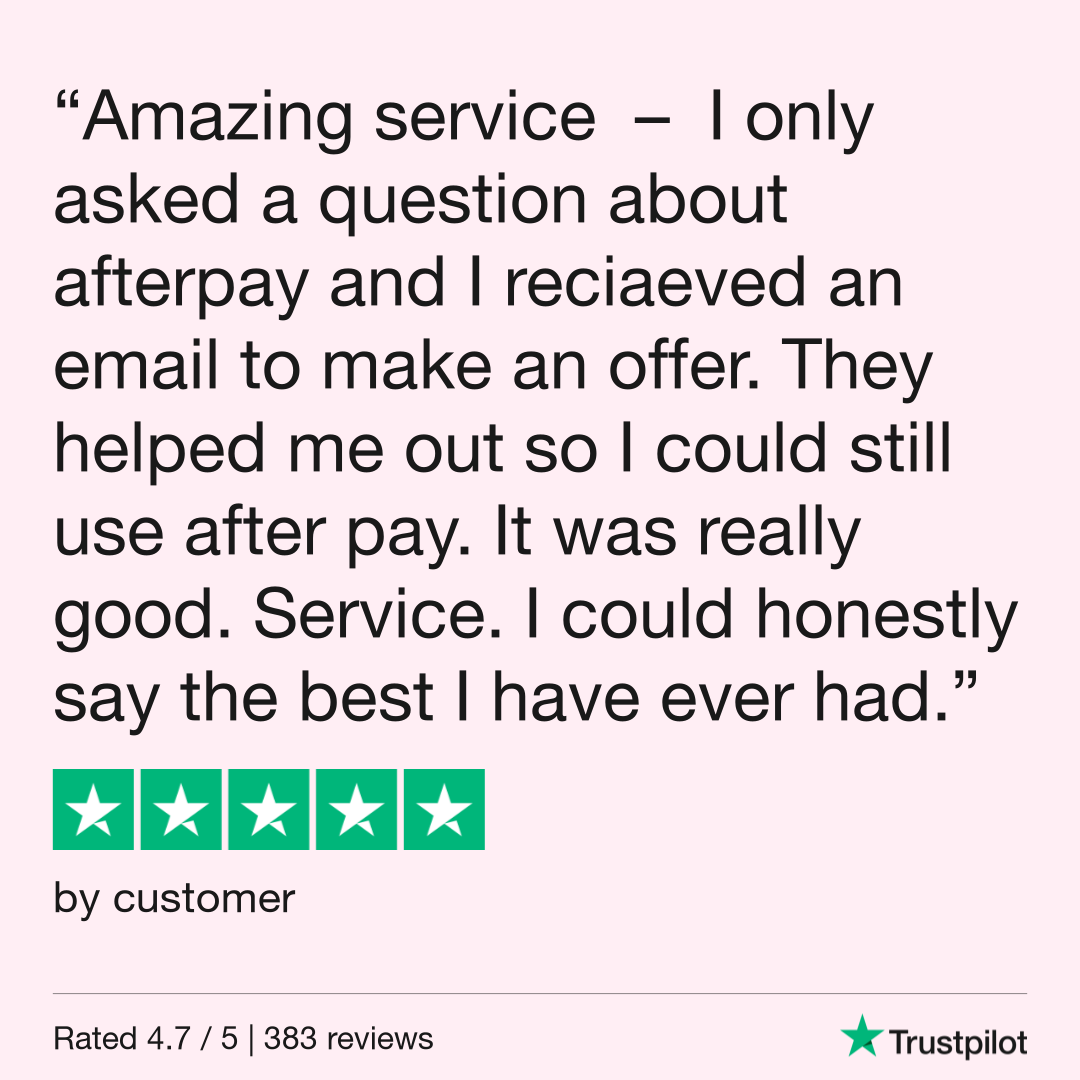 “Amazing service – I only
asked a question about
afterpay and I reciaeved an
email to make an offer. They
helped me out so I could still
use after pay. It was really
good. Service. I could honestly
say the best I have ever had.”
by customer
Rated 4.7 / 5 | 383 reviews
Trustpilot